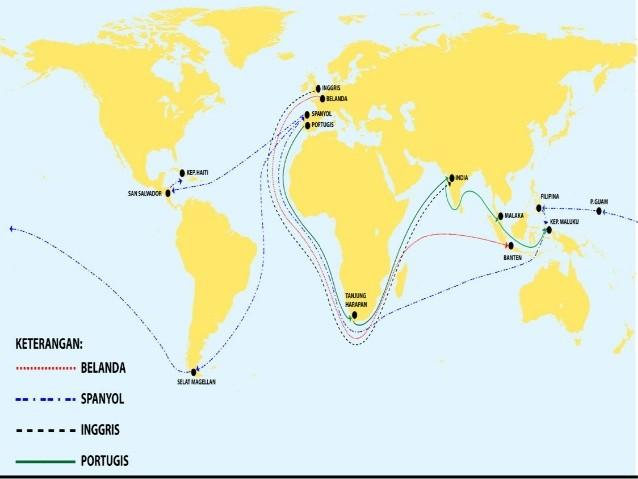 INGGRIS
BELANDA
SPANYOL
PORTUGIS
KEP.HAITI
SAN SALVADOR
INDIA
FILIPINA
P.GUAM
MALAKA
KEP. MALUKU
BANTEN
TANJUNG
HARAPAN
SELAT MAGELLAN
KETERANGAN:
BELANDA
SPANYOL
INGGRIS
PORTUGIS